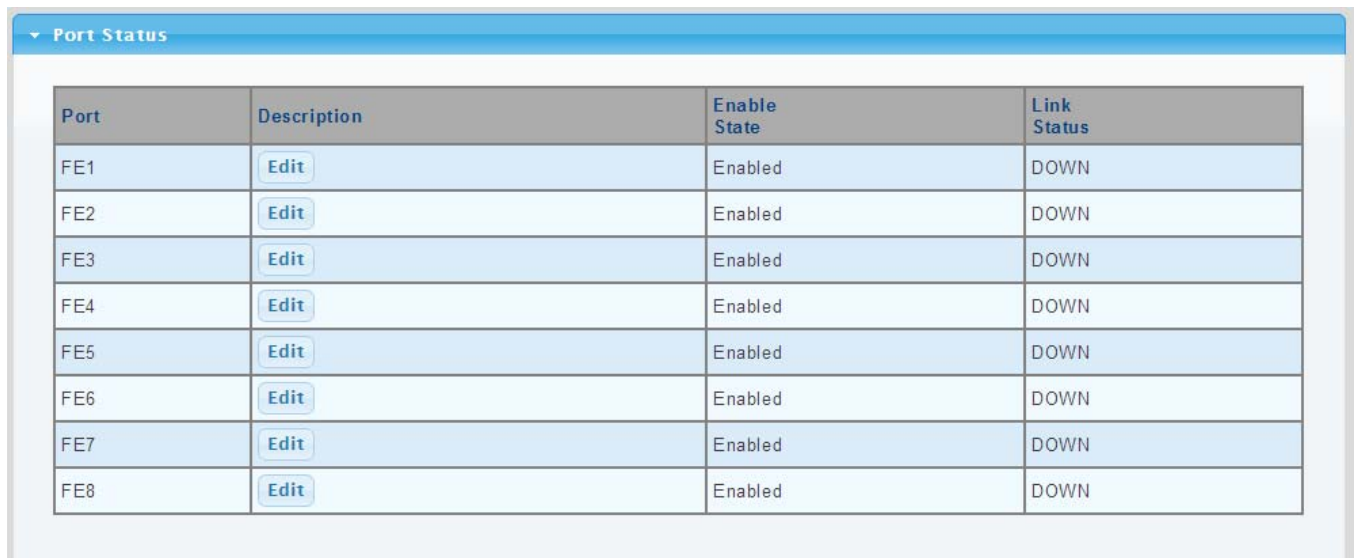 Port Status
Port Description Enable State Link Status
FE1 Edit Enabled DOWN
FE2 Edit Enabled DOWN
FE3 Edit Enabled DOWN
FE4 Edit Enabled DOWN
FE5 Edit Enabled DOWN
FE6 Edit Enabled DOWN
FE7 Edit Enabled DOWN
FE8 Edit Enabled DOWN